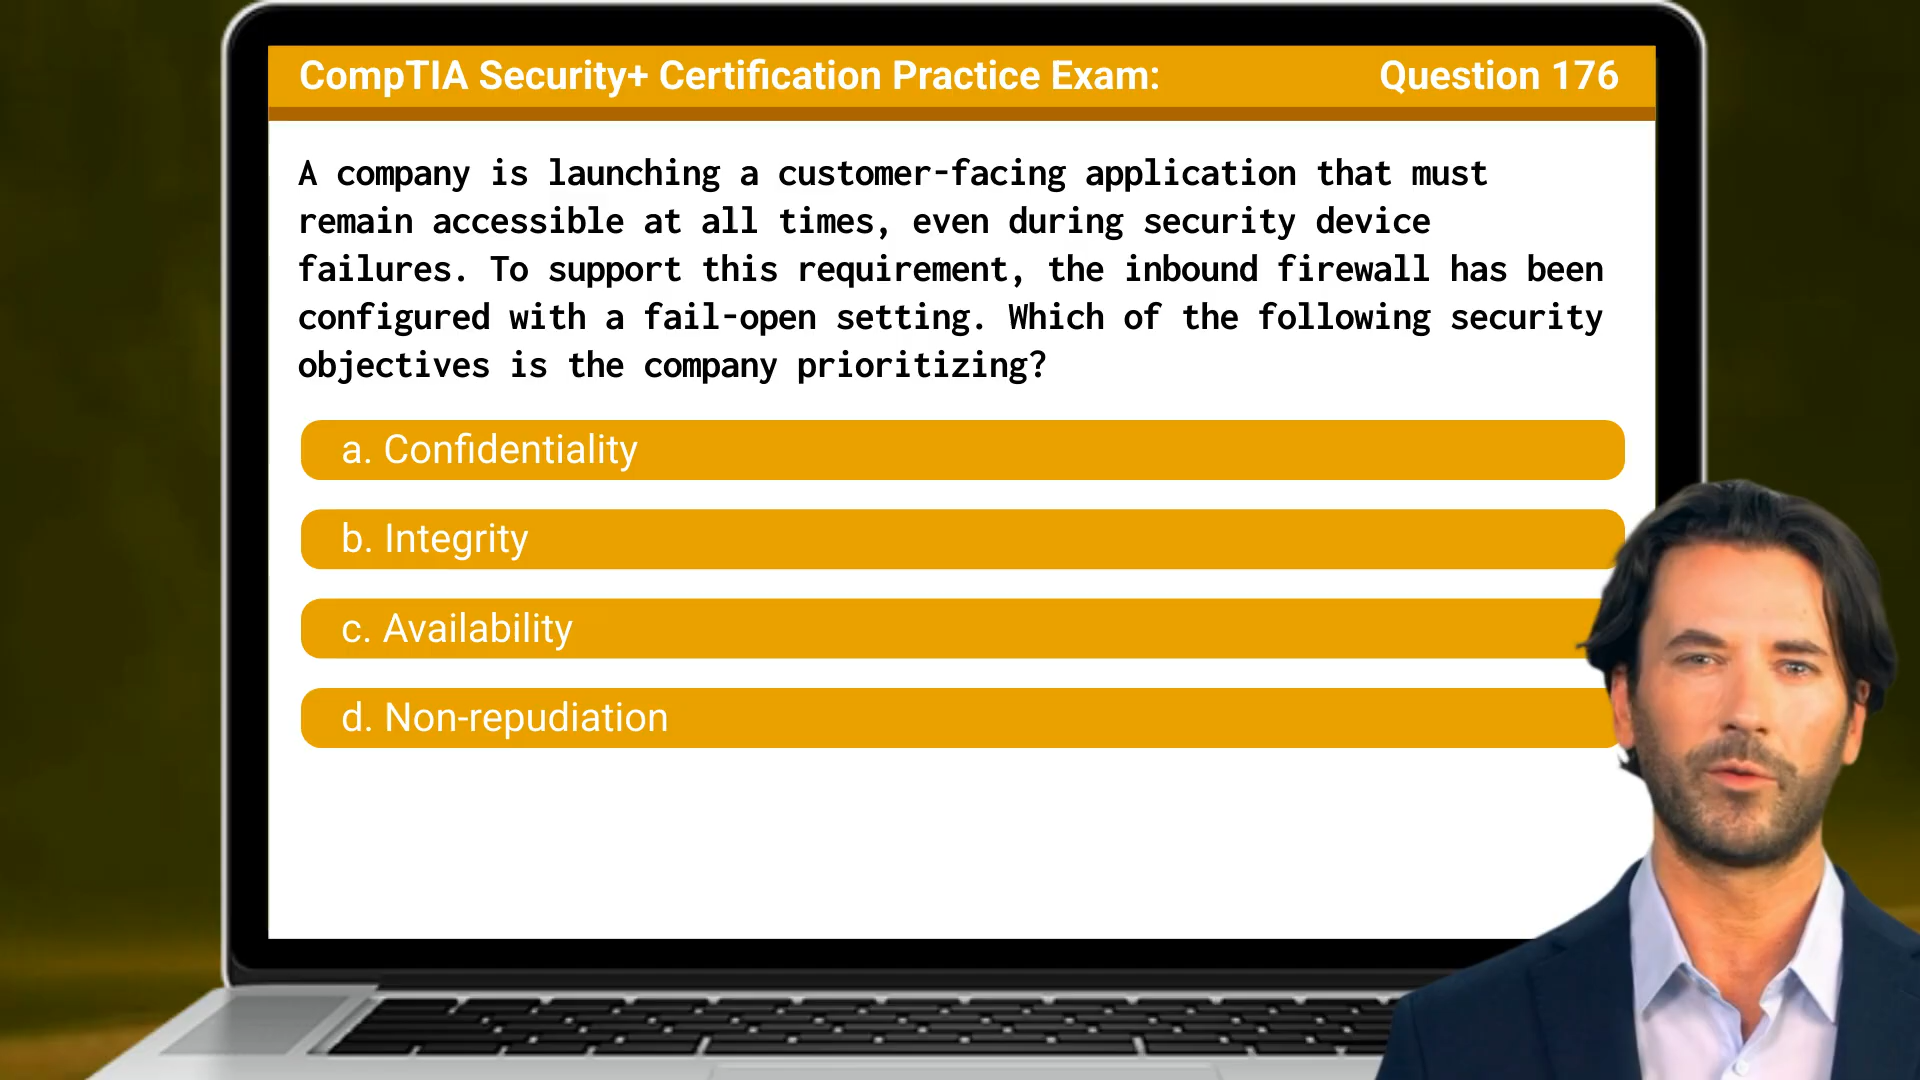 CompTIA Security+ Certification Practice Exam: Question 176
A company is launching a customer-facing application that must
remain accessible at all times, even during security device
failures. To support this requirement, the inbound firewall has been
configured with a fail-open setting. Which of the following security
objectives is the company prioritizing?
a. Confidentiality
b. Integrity
c. Availability
d. Non-repudiation